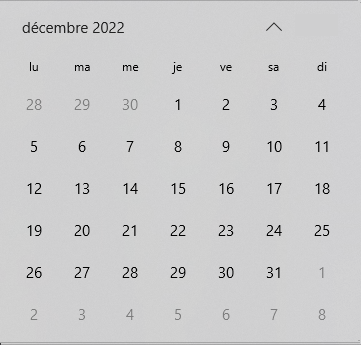 décembre 2022
lu ma me je ve sa di
28 29 30 1 2 3 4
5 6 7 8 9 10 11
12 13 14 15 16 17 18
19 20 21 22 23 24 25
26 27 28 29 30 31 1
2 3 4 5 6 7 8